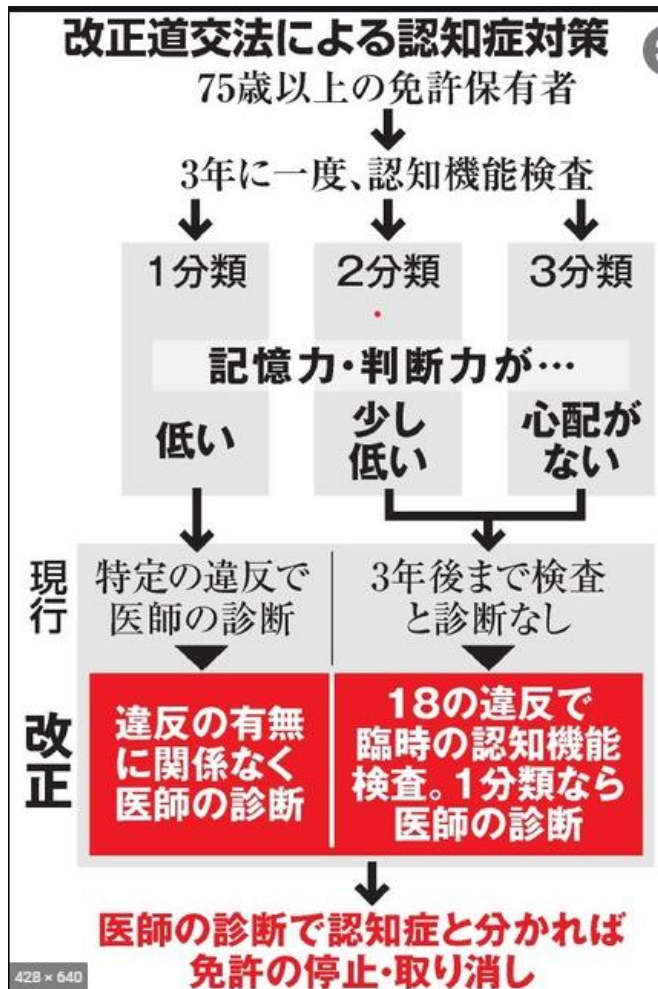 改正道交法による認知症対策
75歳以上の免許保有者
3年に一度、認知機能検査
1分類
2分類
3分類
記憶力・判断力が…
低い
少し
低い
心配が
ない
現行
特定の違反で
医師の診断
3年後まで検査
と診断なし
改正
違反の有無
に関係なく
医師の診断
18の違反で
臨時の認知機能
検査。1分類なら
医師の診断
医師の診断で認知症と分かれば
免許の停止・取り消し
428 × 640